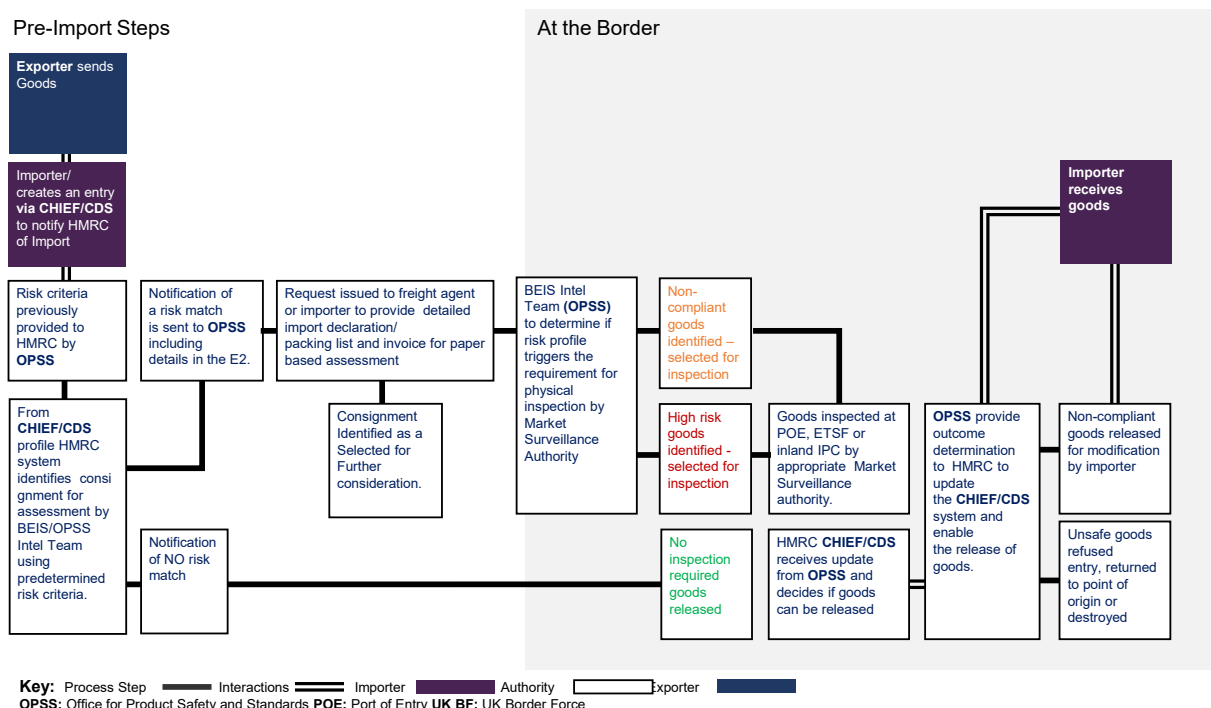 Pre-Import Steps
At the Border
Exporter sends
Goods
Importer/
creates an entry
via CHIEF/CDS
to notify HMRC
of Import
Importer
receives
goods
Risk criteria
previously
provided to
HMRC by
OPSS
Notification of
a risk match
is sent to OPSS
including
details in the E2.
Request issued to freight agent
or importer to provide detailed
import declaration/
packing list and invoice for paper
based assessment
BEIS Intel
Team (OPSS)
to determine if
risk profile
triggers the
requirement for
physical
inspection by
Market
Surveillance
Authority
Non-
compliant
goods
identified –
selected for
inspection
From
CHIEF/CDS
profile HMRC
system
identifies consi
gnment for
assessment by
BEIS/OPSS
Intel Team
using
predetermined
risk criteria.
Consignment
Identified as a
Selected for
Further
consideration.
High risk
goods
identified -
selected for
inspection
Goods inspected at
POE, ETSF or
inland IPC by
appropriate Market
Surveillance
authority.
OPSS provide
outcome
determination
to HMRC to
update
the CHIEF/CDS
system and
enable
the release of
goods.
Non-compliant
goods released
for modification
by importer
Notification
of NO risk
match
No
inspection
required
goods
released
HMRC CHIEF/CDS
receives update
from OPSS and
decides if goods
can be released
Unsafe goods
refused
entry, returned
to point of
origin or
destroyed
Key: Process Step Interactions Importer Authority Exporter
OPSS: Office for Product Safety and Standards POE: Port of Entry UK BF: UK Border Force